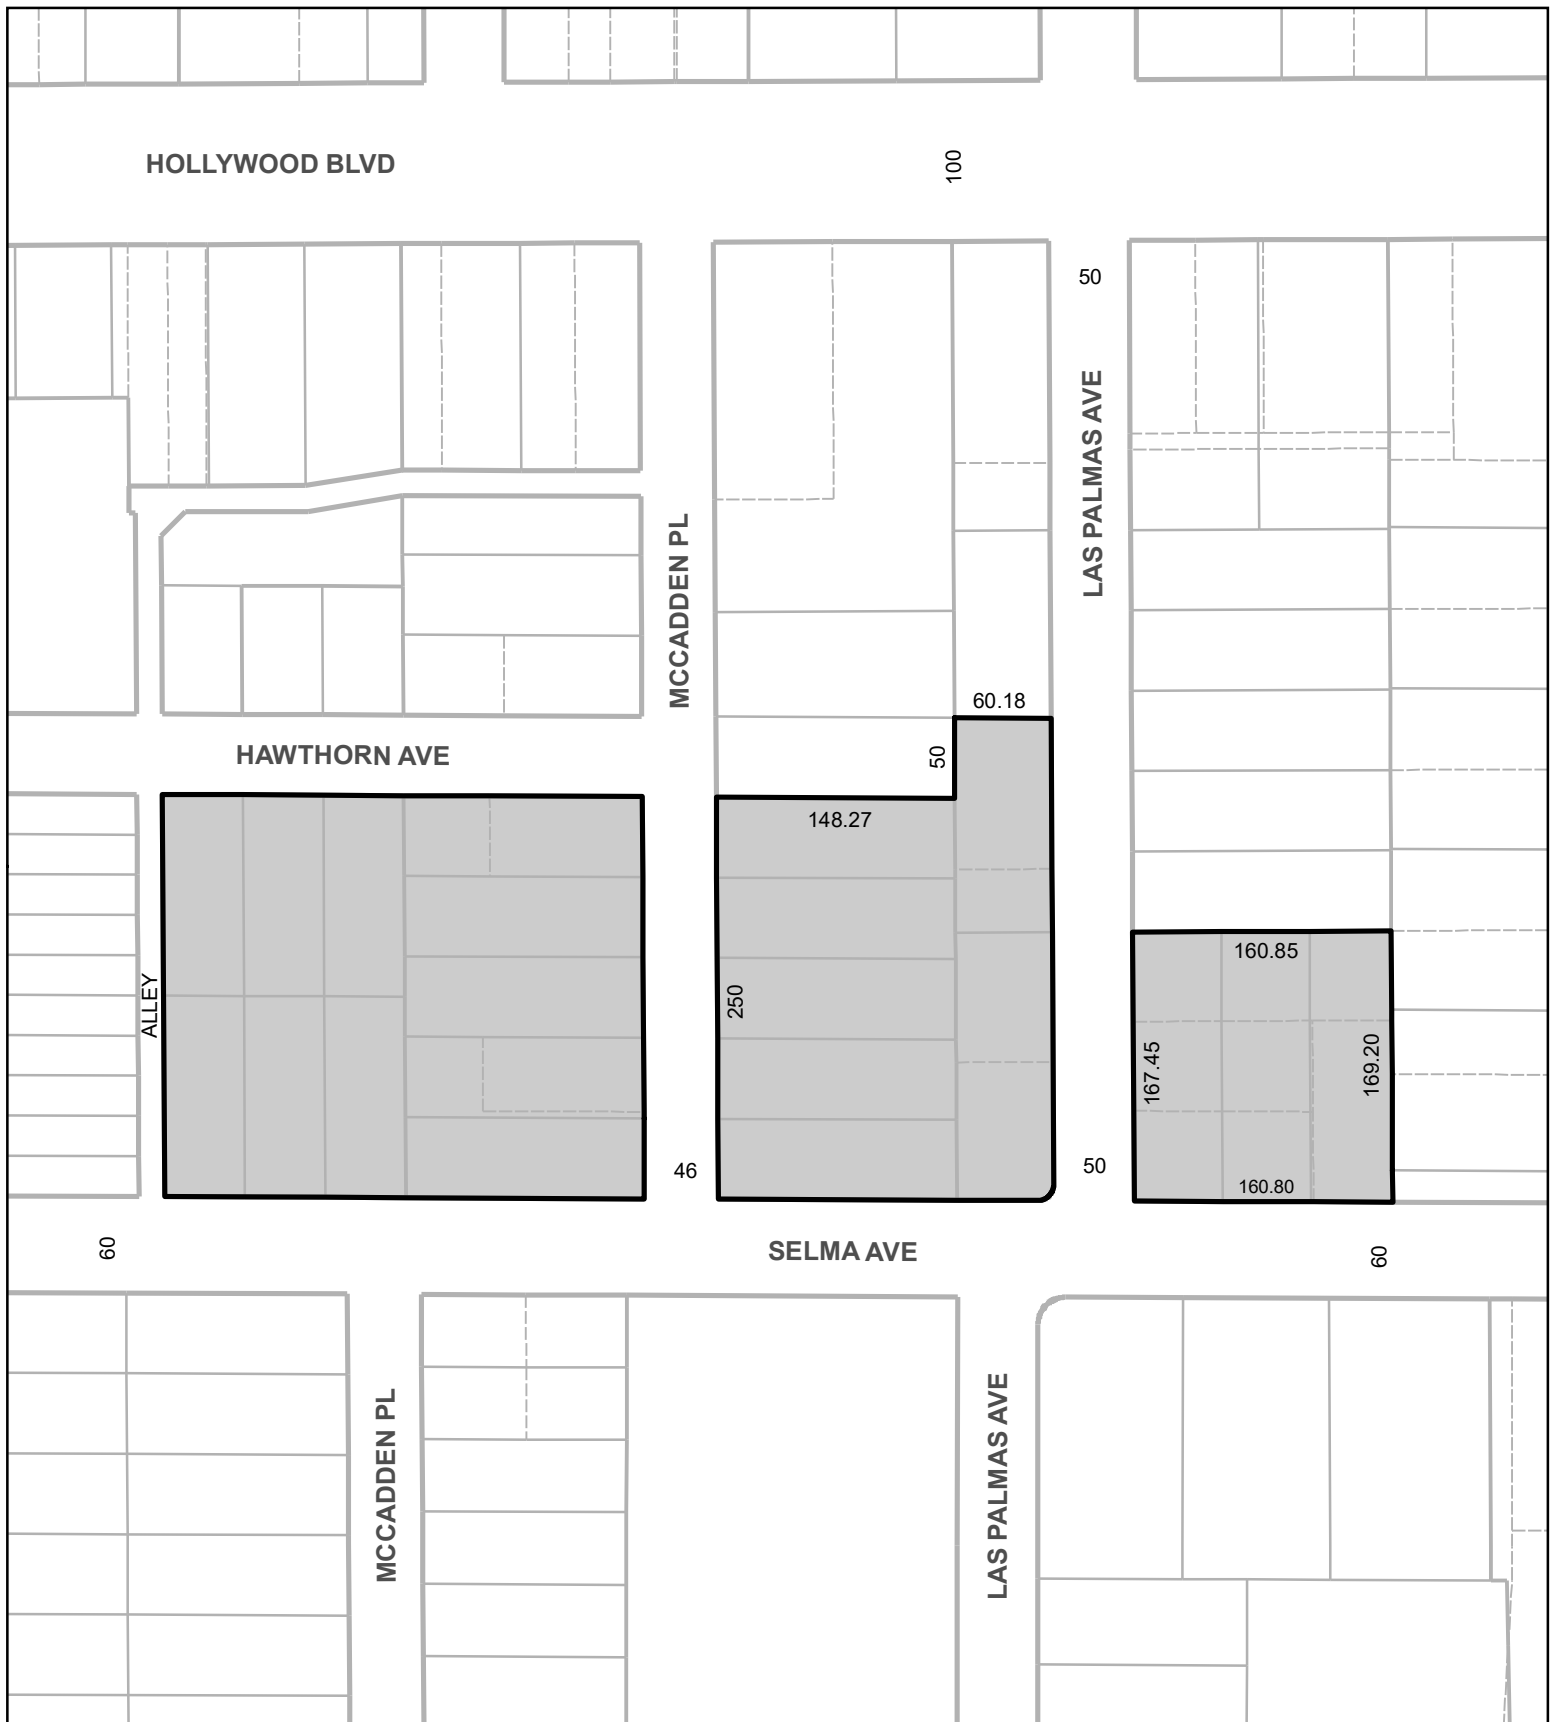 HOLLYWOOD BLVD
100
50
LAS PALMAS AVE
MCCADDEN PL
60.18
HAWTHORN AVE
50
148.27
160.85
ALLEY
250
167.45
169.20
46
50
160.80
60
SELMA AVE
60
MCCADDEN PL
LAS PALMAS AVE